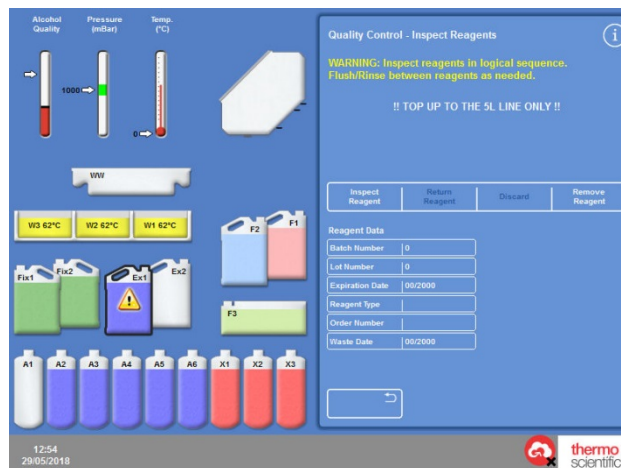 Alcohol Quality
Pressure (mBar)
Temp. (°C)
1000
0
WW
W3 62°C
W2 62°C
W1 62°C
F2
F1
Fix1
Fix2
Ex1
Ex2
F3
A1
A2
A3
A4
A5
A6
X1
X2
X3
12:54
29/05/2018
Quality Control - Inspect Reagents
i
WARNING: Inspect reagents in logical sequence.
Flush/Rinse between reagents as needed.
!! TOP UP TO THE 5L LINE ONLY !!
Inspect Reagent
Return Reagent
Discard
Remove Reagent
Reagent Data
Batch Number 0
Lot Number 0
Expiration Date 00/2000
Reagent Type
Order Number
Waste Date 00/2000
thermo
scientific